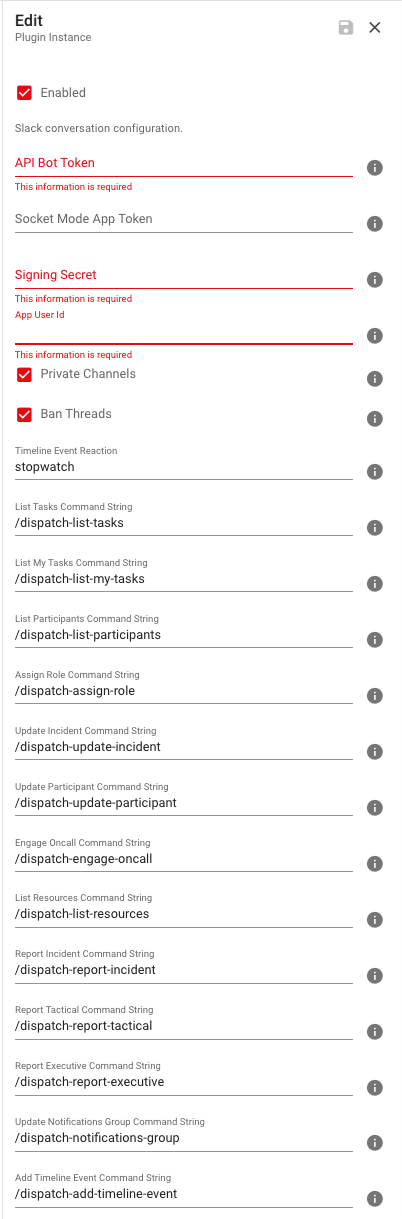 Edit
Plugin Instance
Enabled
Slack conversation configuration.
API Bot Token
This information is required
Socket Mode App Token
Signing Secret
This information is required
App User Id
This information is required
Private Channels
Ban Threads
Timeline Event Reaction
stopwatch
List Tasks Command String
/dispatch-list-tasks
List My Tasks Command String
/dispatch-list-my-tasks
List Participants Command String
/dispatch-list-participants
Assign Role Command String
/dispatch-assign-role
Update Incident Command String
/dispatch-update-incident
Update Participant Command String
/dispatch-update-participant
Engage Oncall Command String
/dispatch-engage-oncall
List Resources Command String
/dispatch-list-resources
Report Incident Command String
/dispatch-report-incident
Report Tactical Command String
/dispatch-report-tactical
Report Executive Command String
/dispatch-report-executive
Update Notifications Group Command String
/dispatch-notifications-group
Add Timeline Event Command String
/dispatch-add-timeline-event